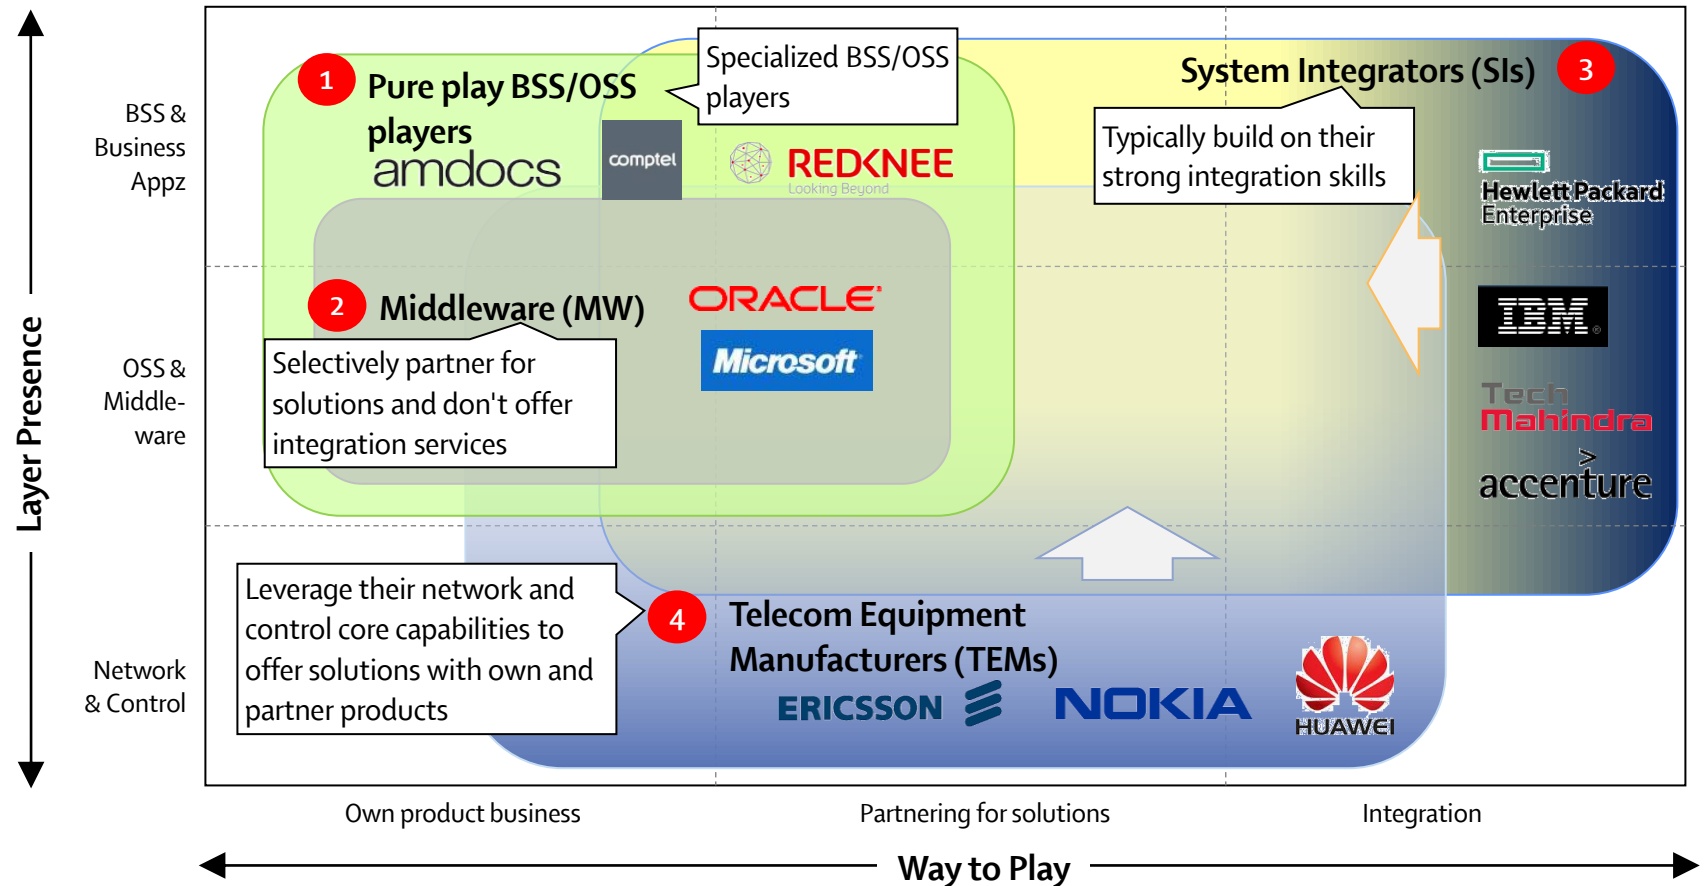 Layer Presence
BSS &
Business
Appz
OSS &
Middle-
ware
Network
& Control
1
Pure play BSS/OSS
players
Specialized BSS/OSS
players
amdocs
comptel
REDKNEE
Looking Beyond
System Integrators (SIs)
3
Typically build on their
strong integration skills
Hewlett Packard
Enterprise
2
Middleware (MW)
Selectively partner for
solutions and don't offer
integration services
ORACLE
Microsoft
IBM
Tech
Mahindra
accenture
Leverage their network and
control core capabilities to
offer solutions with own and
partner products
4
Telecom Equipment
Manufacturers (TEMs)
ERICSSON
NOKIA
HUAWEI
Own product business
Partnering for solutions
Integration
Way to Play